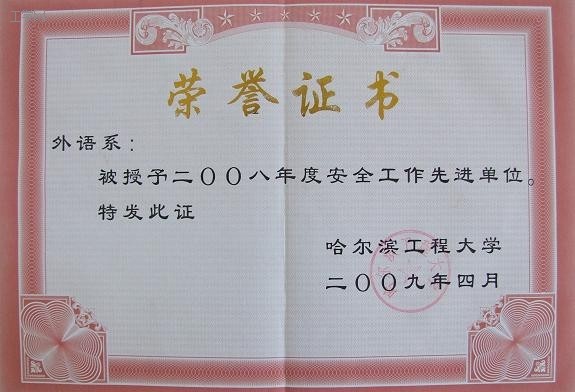 荣誉证书
外语系：
被授予二〇〇八年度安全工作先进单位。
特发此证
哈尔滨工程大学
二〇〇九年四月